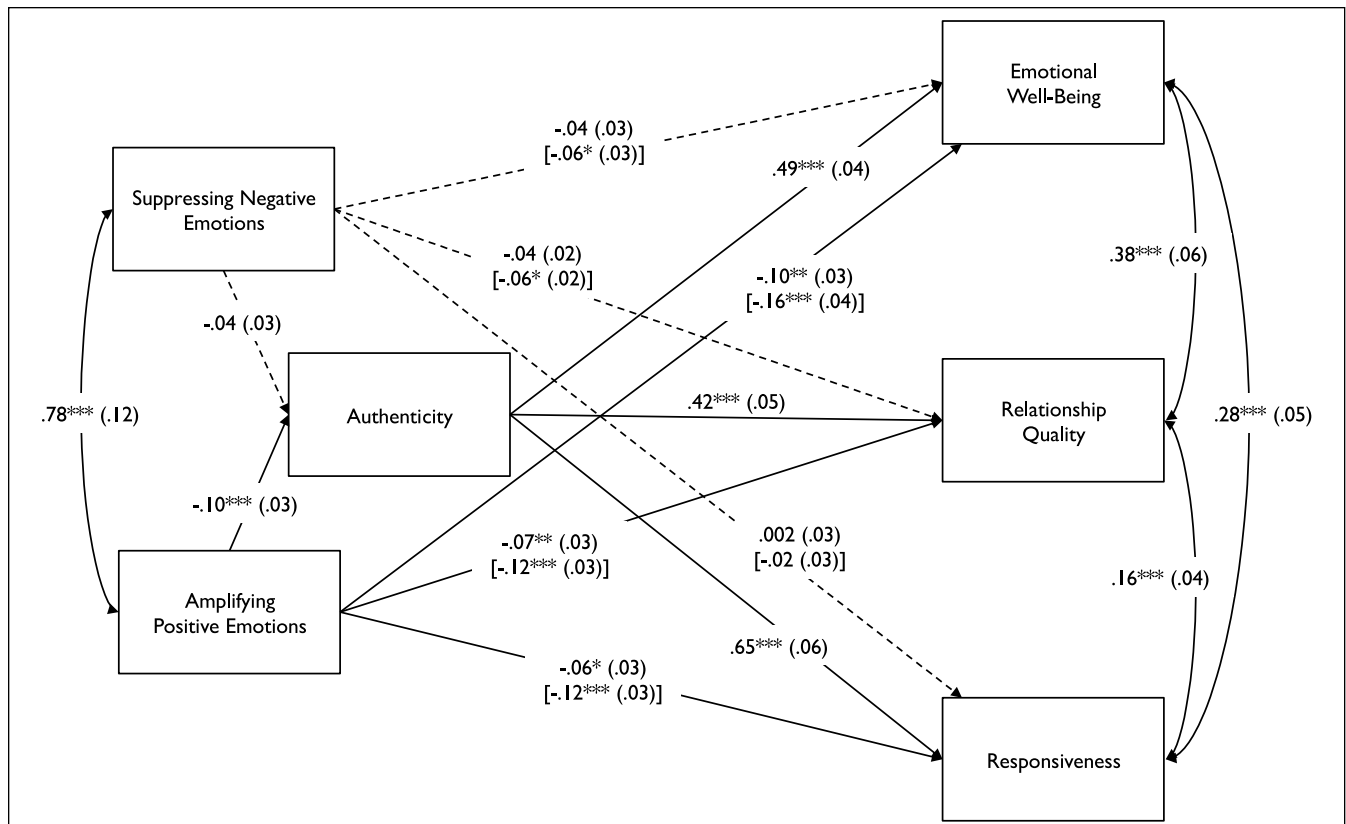 Emotional
Well-Being
-.04 (.03)
[-.06* (.03)]
.49*** (.04)
Suppressing Negative
Emotions
-.04 (.02)
[-.06* (.02)]
-.10** (.03)
[-.16*** (.04)]
.38*** (.06)
-.04 (.03)
Authenticity
.42*** (.05)
Relationship
Quality
.78*** (.12)
.28*** (.05)
-.10*** (.03)
-.07** (.03)
[-.12*** (.03)]
.002 (.03)
[-.02 (.03)]
.16*** (.04)
Amplifying
Positive Emotions
.65*** (.06)
-.06* (.03)
[-.12*** (.03)]
Responsiveness